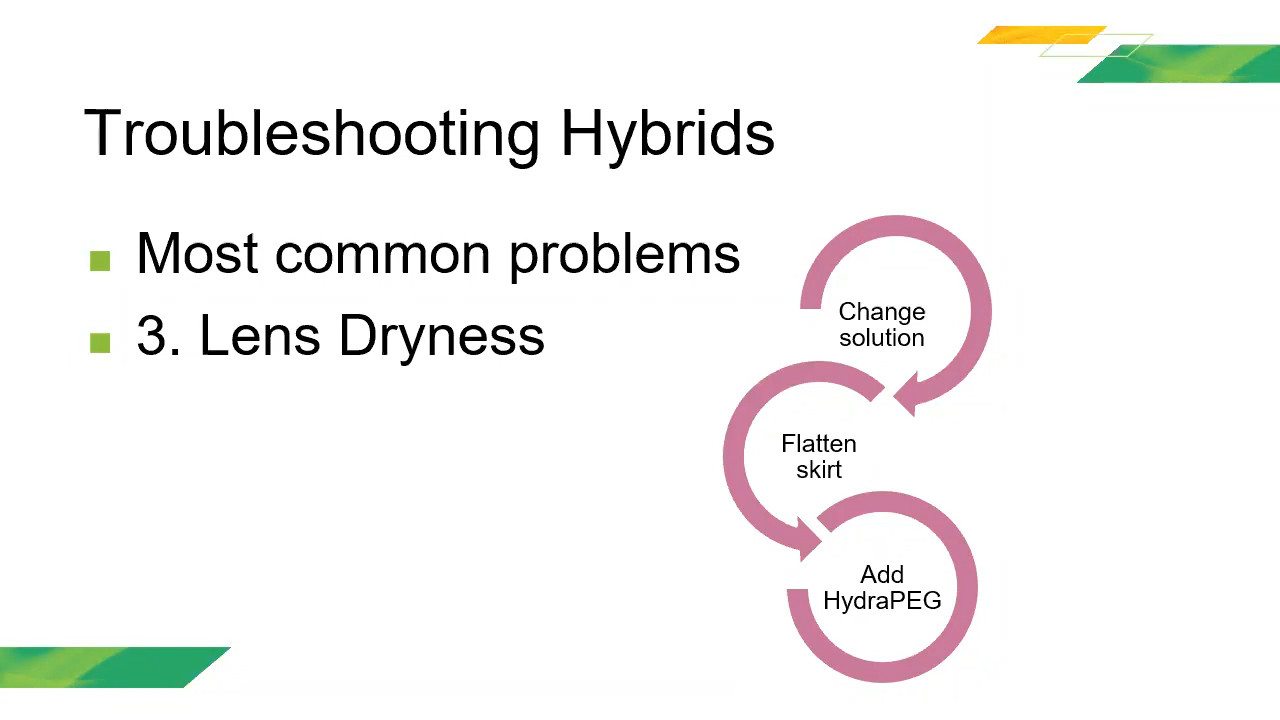 Troubleshooting Hybrids
Most common problems
3. Lens Dryness
Change
solution
Flatten
skirt
Add
HydraPEG